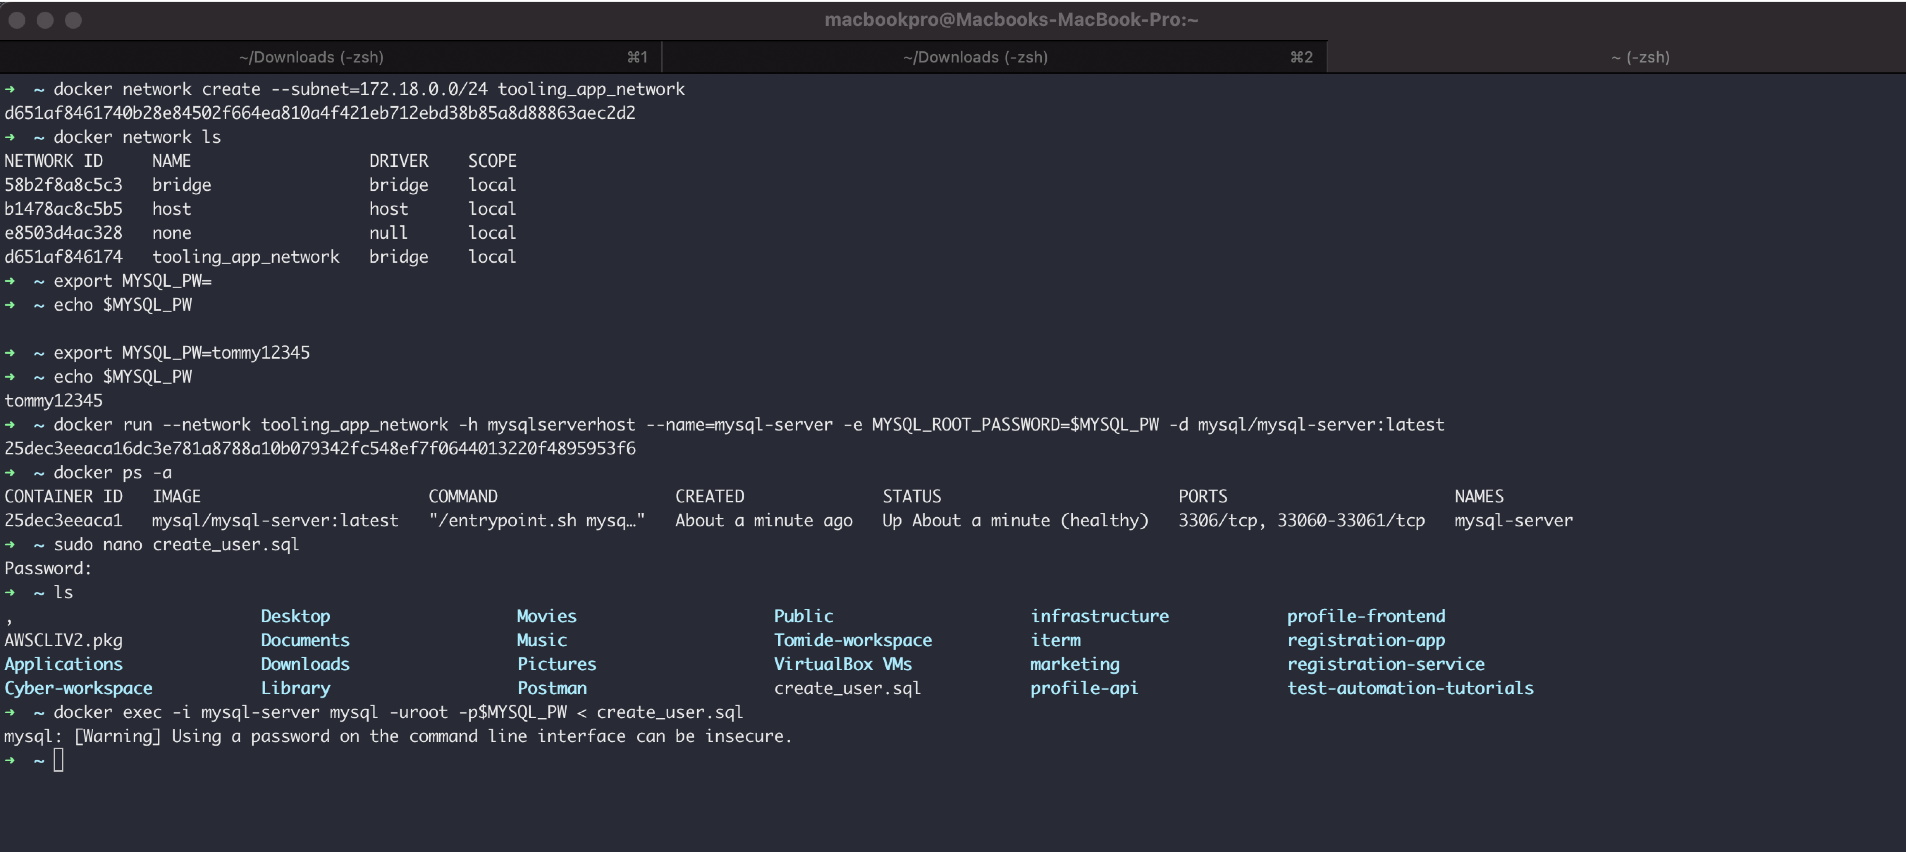 macbookpro@Macbooks-MacBook-Pro:~
~/Downloads (-zsh) ⌘1 ~/Downloads (-zsh) ⌘2 ~ (-zsh)
➜ ~ docker network create --subnet=172.18.0.0/24 tooling_app_network
d651af8461740b28e84502f664ea810a4f421eb712ebd38b85a8d88863aec2d2
➜ ~ docker network ls
NETWORK ID NAME DRIVER SCOPE
58b2f8a8c5c3 bridge bridge local
b1478ac8c5b5 host host local
e8503d4ac328 none null local
d651af846174 tooling_app_network bridge local
➜ ~ export MYSQL_PW=
➜ ~ echo $MYSQL_PW
➜ ~ export MYSQL_PW=tommy12345
➜ ~ echo $MYSQL_PW
tommy12345
➜ ~ docker run --network tooling_app_network -h mysqlserverhost --name=mysql-server -e MYSQL_ROOT_PASSWORD=$MYSQL_PW -d mysql/mysql-server:latest
25dec3eeaca16dc3e781a8788a10b079342fc548ef7f0644013220f4895953f6
➜ ~ docker ps -a
CONTAINER ID IMAGE COMMAND CREATED STATUS PORTS NAMES
25dec3eeaca1 mysql/mysql-server:latest "/entrypoint.sh mysq…" About a minute ago Up About a minute (healthy) 3306/tcp, 33060-33061/tcp mysql-server
➜ ~ sudo nano create_user.sql
Password:
➜ ~ ls
, Desktop Movies Public infrastructure profile-frontend
AWSCLIV2.pkg Documents Music Tomide-workspace iterm registration-app
Applications Downloads Pictures VirtualBox VMs marketing registration-service
Cyber-workspace Library Postman create_user.sql profile-api test-automation-tutorials
➜ ~ docker exec -i mysql-server mysql -uroot -p$MYSQL_PW < create_user.sql
mysql: [Warning] Using a password on the command line interface can be insecure.
➜ ~